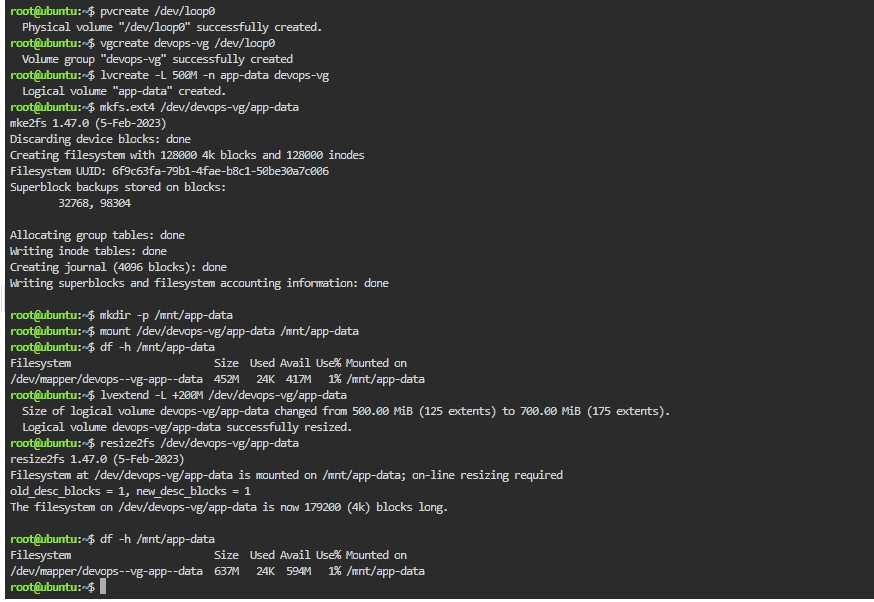 root@ubuntu:~$ pvcreate /dev/loop0
  Physical volume "/dev/loop0" successfully created.
root@ubuntu:~$ vgcreate devops-vg /dev/loop0
  Volume group "devops-vg" successfully created
root@ubuntu:~$ lvcreate -L 500M -n app-data devops-vg
  Logical volume "app-data" created.
root@ubuntu:~$ mkfs.ext4 /dev/devops-vg/app-data
mke2fs 1.47.0 (5-Feb-2023)
Discarding device blocks: done
Creating filesystem with 128000 4k blocks and 128000 inodes
Filesystem UUID: 6f9c63fa-79b1-4fae-b8c1-50be30a7c006
Superblock backups stored on blocks:
        32768, 98304

Allocating group tables: done
Writing inode tables: done
Creating journal (4096 blocks): done
Writing superblocks and filesystem accounting information: done

root@ubuntu:~$ mkdir -p /mnt/app-data
root@ubuntu:~$ mount /dev/devops-vg/app-data /mnt/app-data
root@ubuntu:~$ df -h /mnt/app-data
Filesystem                      Size  Used Avail Use% Mounted on
/dev/mapper/devops--vg-app--data  452M   24K  417M   1% /mnt/app-data
root@ubuntu:~$ lvextend -L +200M /dev/devops-vg/app-data
  Size of logical volume devops-vg/app-data changed from 500.00 MiB (125 extents) to 700.00 MiB (175 extents).
  Logical volume devops-vg/app-data successfully resized.
root@ubuntu:~$ resize2fs /dev/devops-vg/app-data
resize2fs 1.47.0 (5-Feb-2023)
Filesystem at /dev/devops-vg/app-data is mounted on /mnt/app-data; on-line resizing required
old_desc_blocks = 1, new_desc_blocks = 1
The filesystem on /dev/devops-vg/app-data is now 179200 (4k) blocks long.

root@ubuntu:~$ df -h /mnt/app-data
Filesystem                      Size  Used Avail Use% Mounted on
/dev/mapper/devops--vg-app--data  637M   24K  594M   1% /mnt/app-data
root@ubuntu:~$